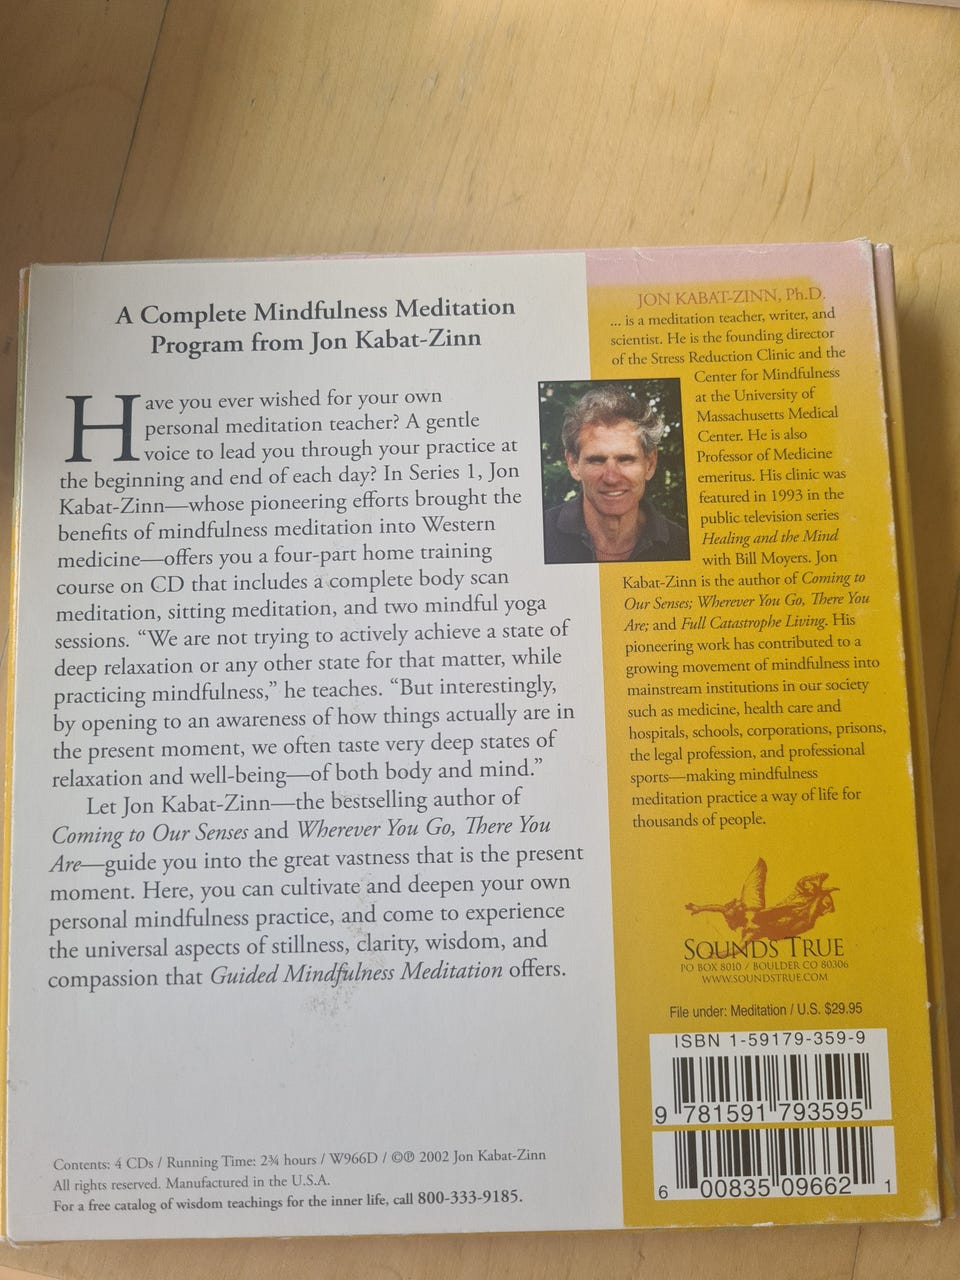 A Complete Mindfulness Meditation
Program from Jon Kabat-Zinn
Have you ever wished for your own
personal meditation teacher? A gentle
voice to lead you through your practice at
the beginning and end of each day? In Series 1, Jon
Kabat-Zinn—whose pioneering efforts brought the
benefits of mindfulness meditation into Western
medicine—offers you a four-part home training
course on CD that includes a complete body scan
meditation, sitting meditation, and two mindful yoga
sessions. “We are not trying to actively achieve a state of
deep relaxation or any other state for that matter, while
practicing mindfulness,” he teaches. “But interestingly,
by opening to an awareness of how things actually are in
the present moment, we often taste very deep states of
relaxation and well-being—of both body and mind.”
Let Jon Kabat-Zinn—the bestselling author of
Coming to Our Senses and Wherever You Go, There You
Are—guide you into the great vastness that is the present
moment. Here, you can cultivate and deepen your own
personal mindfulness practice, and come to experience
the universal aspects of stillness, clarity, wisdom, and
compassion that Guided Mindfulness Meditation offers.
Contents: 4 CDs / Running Time: 2¾ hours / W966D / ©℗ 2002 Jon Kabat-Zinn
All rights reserved. Manufactured in the U.S.A.
For a free catalog of wisdom teachings for the inner life, call 800-333-9185.
JON KABAT-ZINN, Ph.D.
... is a meditation teacher, writer, and
scientist. He is the founding director
of the Stress Reduction Clinic and the
Center for Mindfulness
at the University of
Massachusetts Medical
Center. He is also
Professor of Medicine
emeritus. His clinic was
featured in 1993 in the
public television series
Healing and the Mind
with Bill Moyers. Jon
Kabat-Zinn is the author of Coming to
Our Senses; Wherever You Go, There You
Are; and Full Catastrophe Living. His
pioneering work has contributed to a
growing movement of mindfulness into
mainstream institutions in our society
such as medicine, health care and
hospitals, schools, corporations, prisons,
the legal profession, and professional
sports—making mindfulness
meditation practice a way of life for
thousands of people.
SOUNDS TRUE
PO BOX 8010 / BOULDER CO 80306
WWW.SOUNDSTRUE.COM
File under: Meditation / U.S. $29.95
ISBN 1-59179-359-9
9 781591 793595
6 00835 09662 1